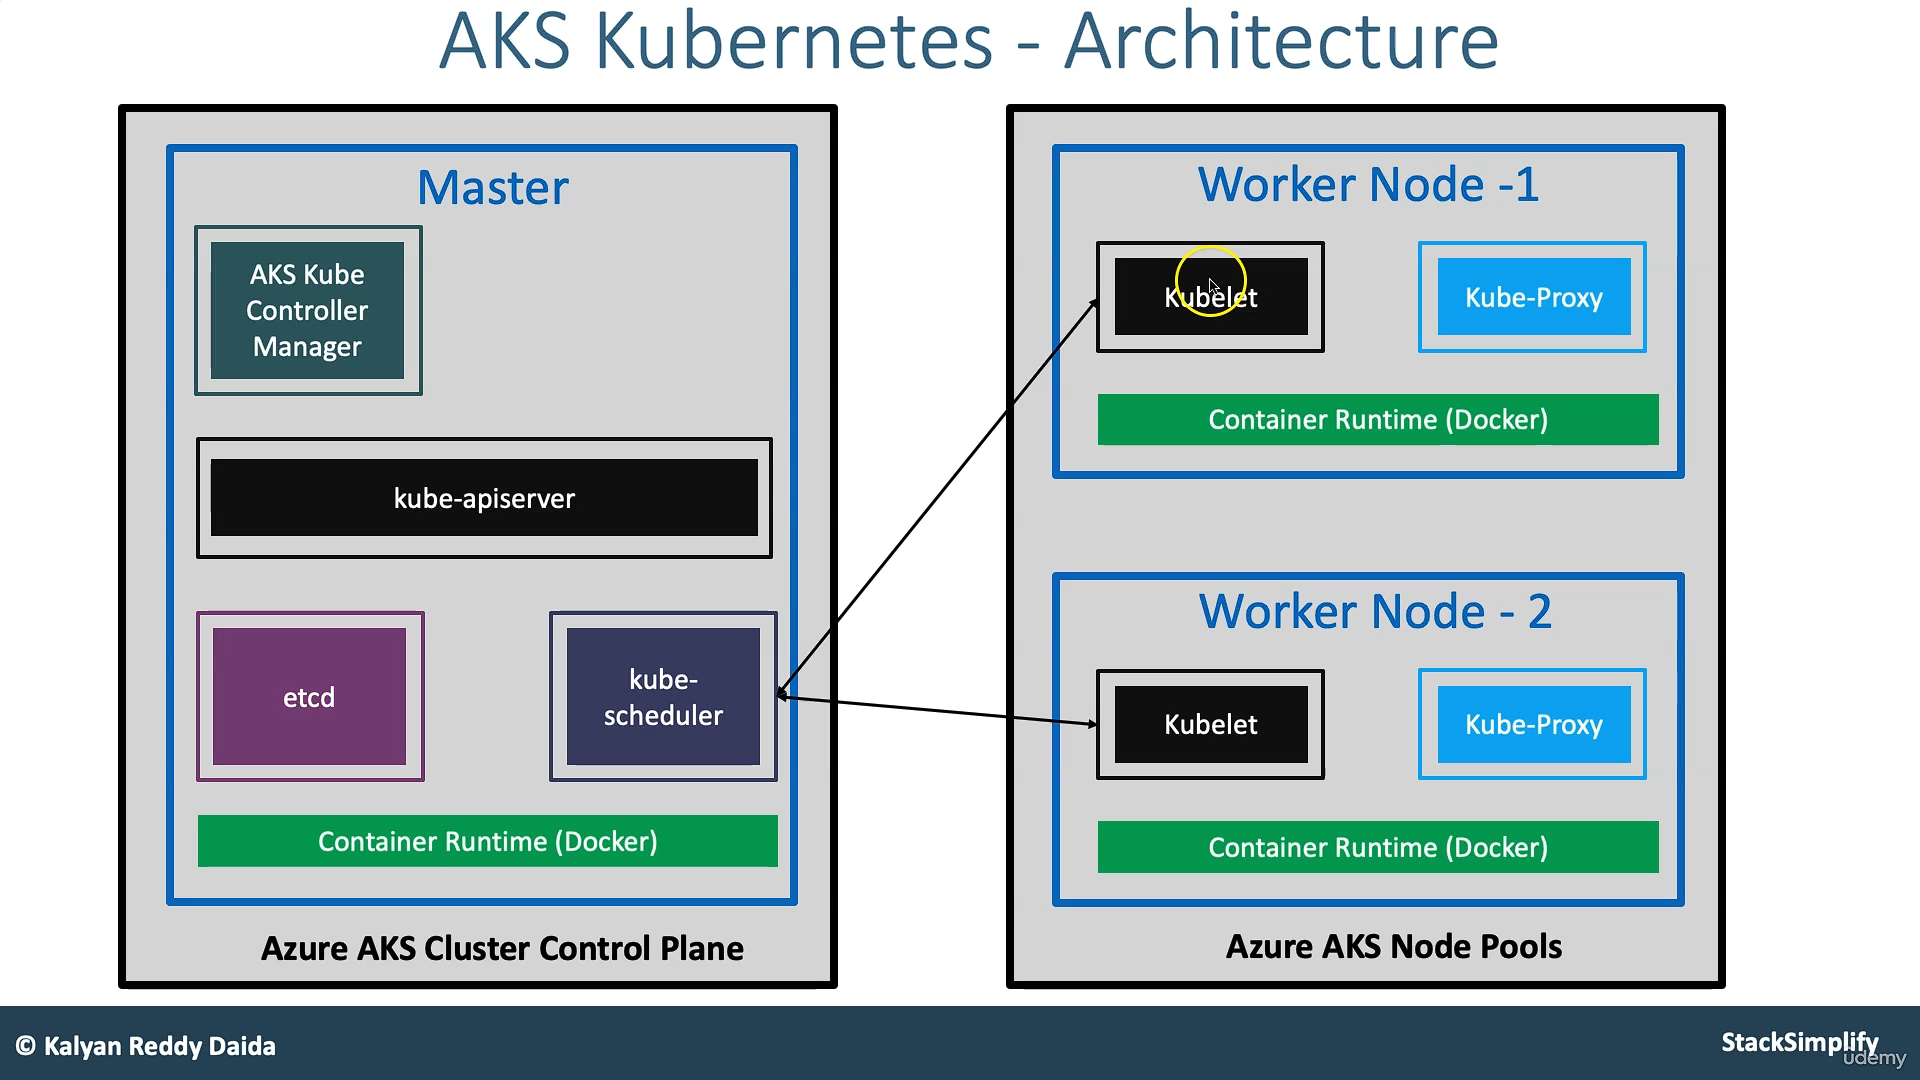 AKS Kubernetes - Architecture
Master
AKS Kube
Controller
Manager
kube-apiserver
etcd
kube-
scheduler
Container Runtime (Docker)
Azure AKS Cluster Control Plane
Worker Node -1
Kubelet
Kube-Proxy
Container Runtime (Docker)
Worker Node - 2
Kubelet
Kube-Proxy
Container Runtime (Docker)
Azure AKS Node Pools
© Kalyan Reddy Daida
StackSimplify
udemy